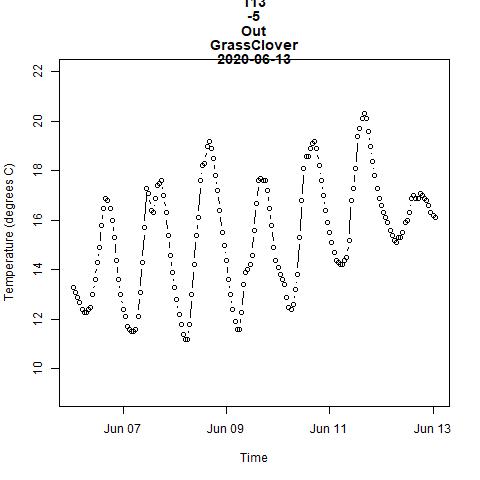 T13
-5
Out
GrassClover
2020-06-13
Temperature (degrees C)
22
20
18
16
14
12
10
Jun 07
Jun 09
Jun 11
Jun 13
Time